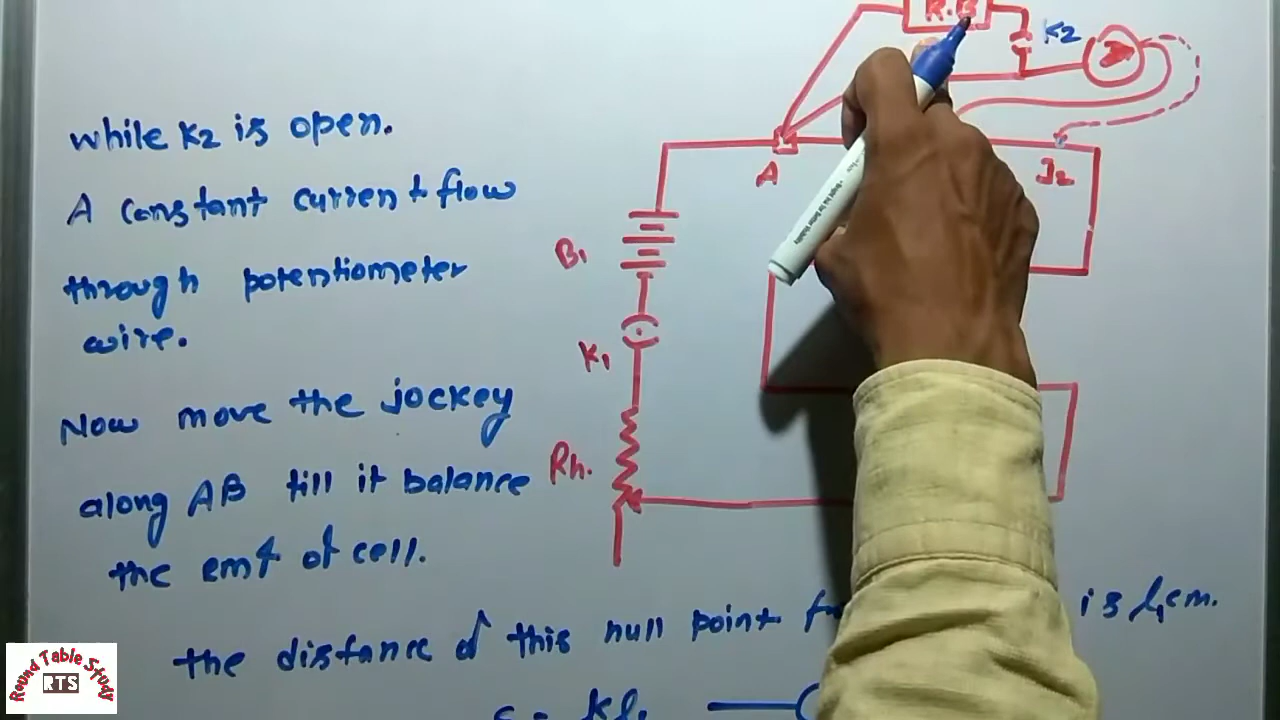 while K2 is open.
A constant current flow
through potentiometer
wire.
Now move the jockey
along AB till it balance
the emf of cell.
the distance of this null point
is l₁ cm.
R.B
K2
A
J2
B₁
K₁
Rh.
Round Table Study
RTS